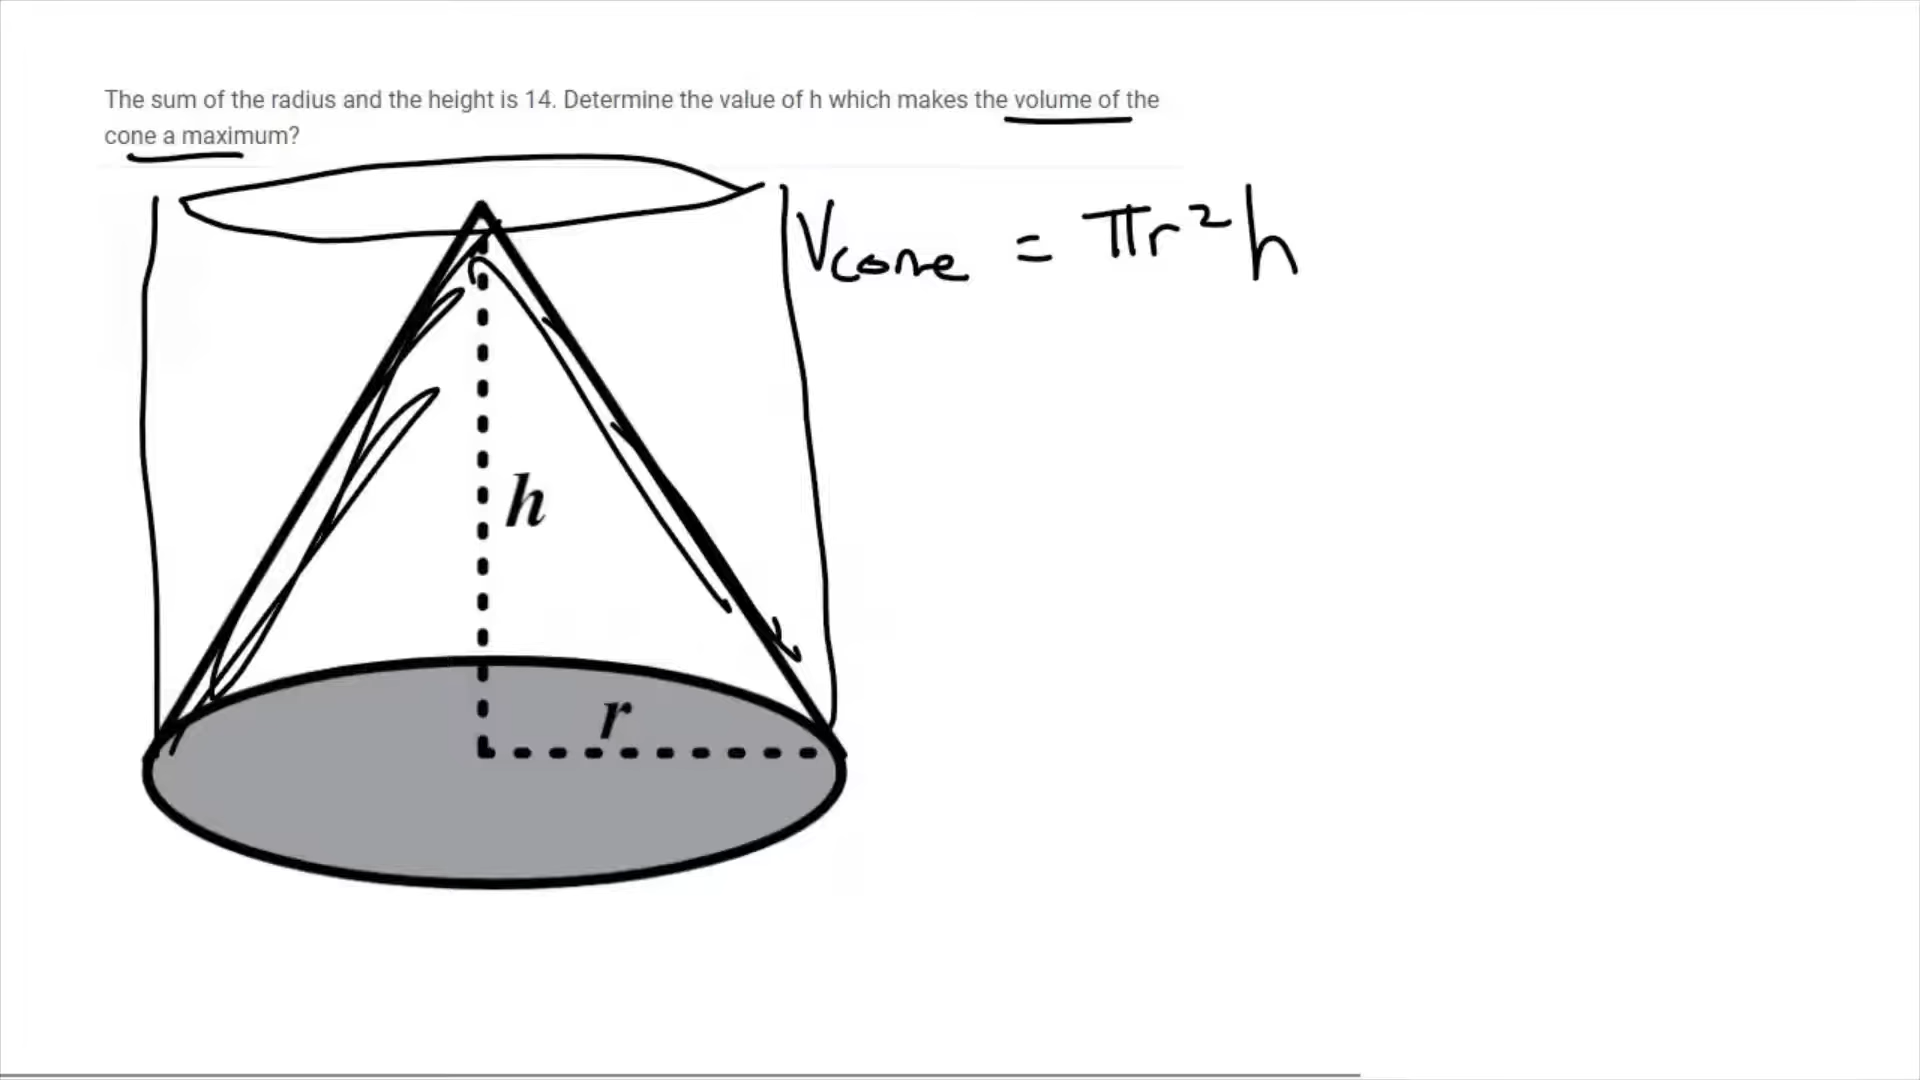 The sum of the radius and the height is 14. Determine the value of h which makes the volume of the
cone a maximum?
Vcone = πr²h
h
r